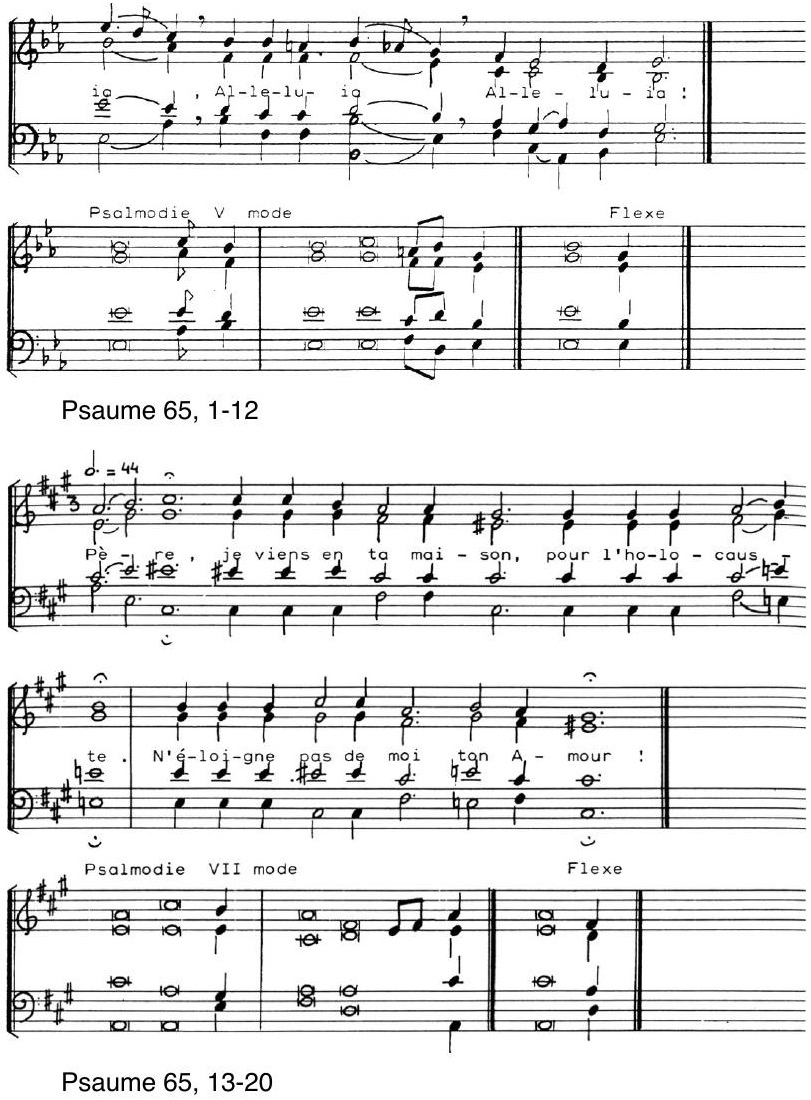 ia , Al-le-lu- ia Al-le - lu - ia !
Psalmodie V mode Flexe
Psaume 65, 1-12
= 44
3
Pè - re , je viens en ta mai - son, pour l'ho-lo - caus -
te . N'é-loi-gne pas de moi ton A - mour !
Psalmodie VII mode Flexe
Psaume 65, 13-20